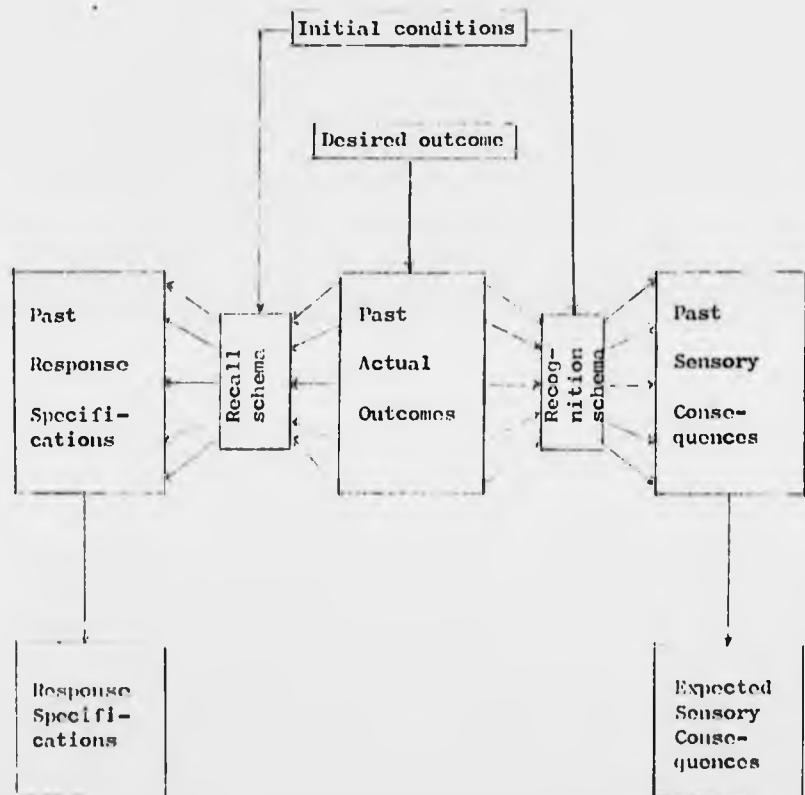 Initial conditions
Desired outcome
Past
Response
Specifi-
cations
Recall
schema
Past
Actual
Outcomes
Recog-
nition
schema
Past
Sensory
Conse-
quences
Response
Specifi-
cations
Expected
Sensory
Conse-
quences